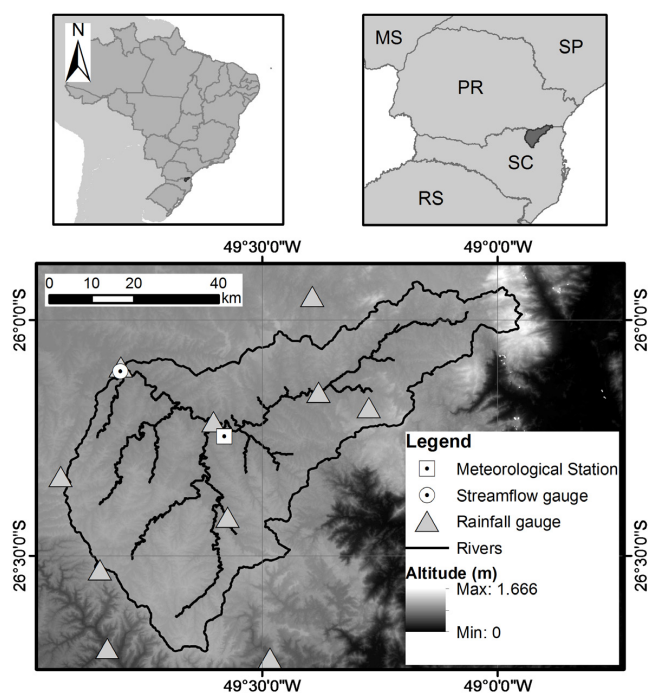 N
MS
SP
PR
SC
RS
49°30'0"W
49°0'0"W
0 10 20 40
km
26°0'0"S
26°0'0"S
Legend
Meteorological Station
Streamflow gauge
Rainfall gauge
Rivers
26°30'0"S
26°30'0"S
Altitude (m)
Max: 1.666
Min: 0
49°30'0"W
49°0'0"W